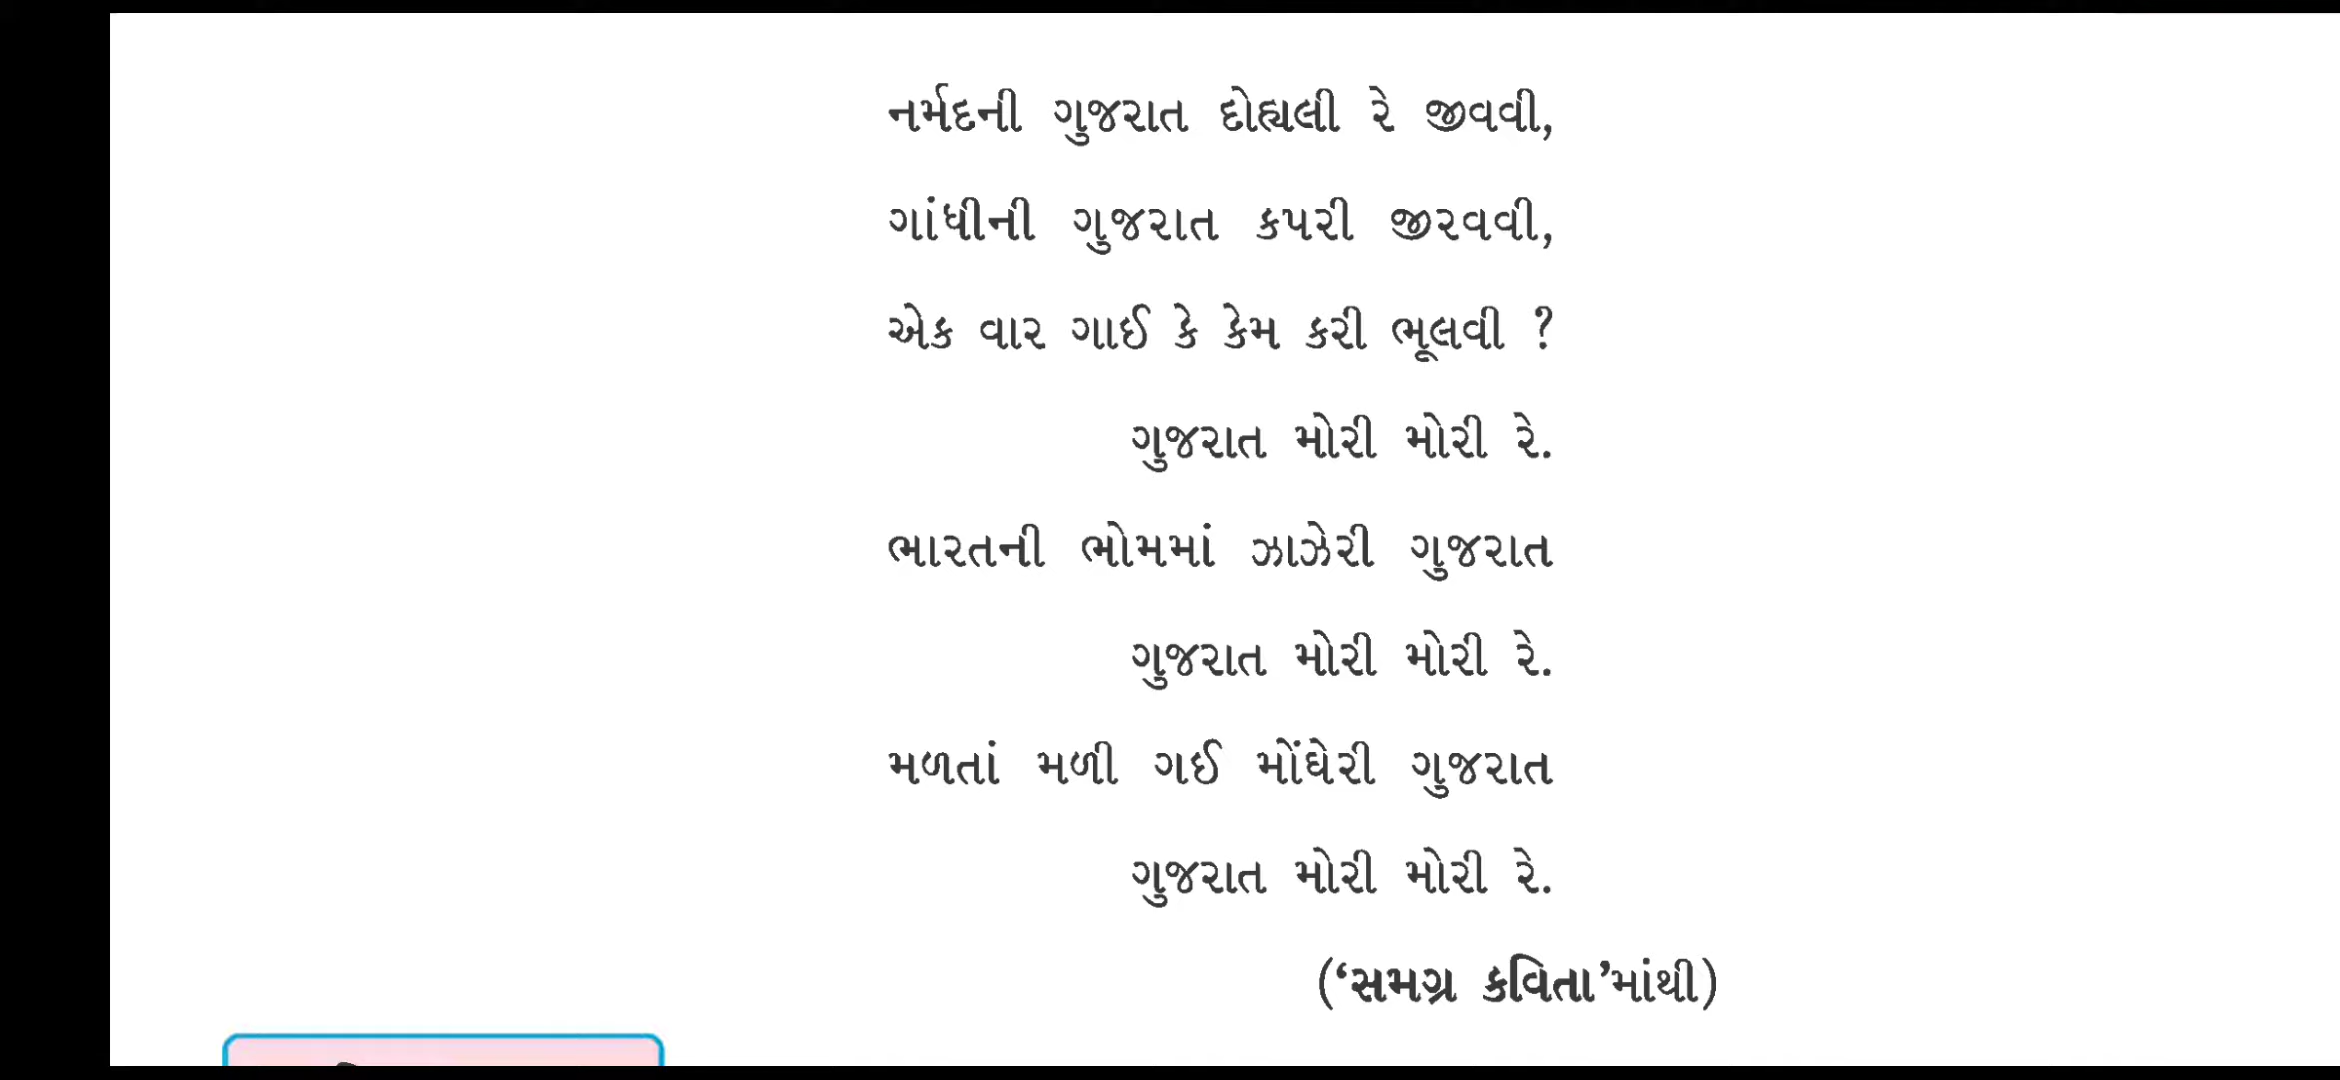 નર્મદની ગુજરાત દોહ્યલી રે જીવવી,
ગાંધીની ગુજરાત કપરી જીરવવી,
એક વાર ગાઈ કે કેમ કરી ભૂલવી ?
ગુજરાત મોરી મોરી રે.
ભારતની ભોમમાં ઝાઝેરી ગુજરાત
ગુજરાત મોરી મોરી રે.
મળતાં મળી ગઈ મોંઘેરી ગુજરાત
ગુજરાત મોરી મોરી રે.
(‘સમગ્ર કવિતા’માંથી)